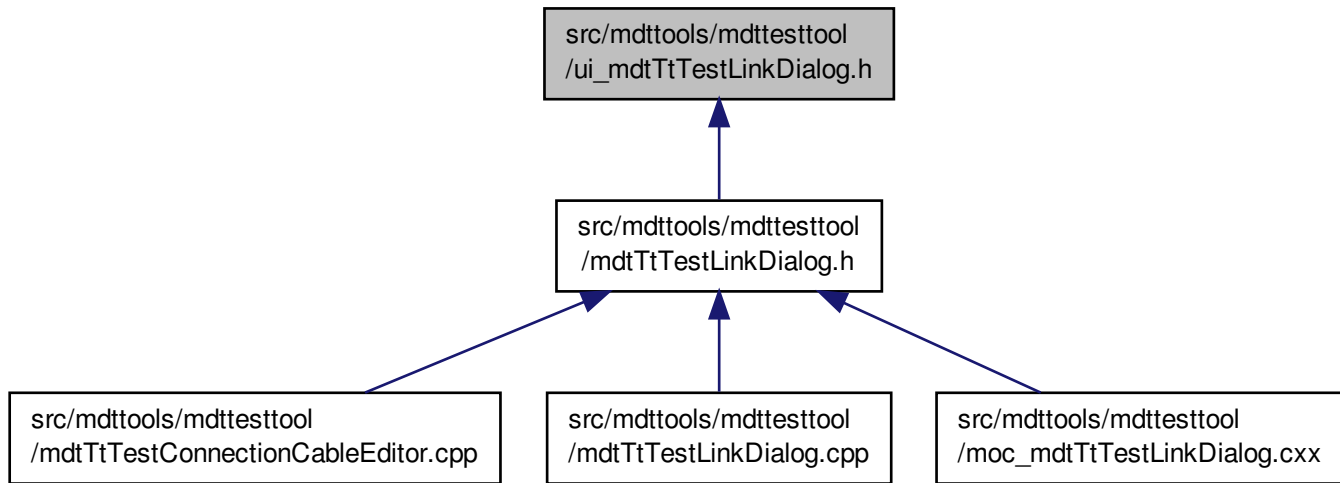 src/mdttools/mdttesttool
/ui_mdtTtTestLinkDialog.h
src/mdttools/mdttesttool
/mdtTtTestLinkDialog.h
src/mdttools/mdttesttool
/mdtTtTestConnectionCableEditor.cpp
src/mdttools/mdttesttool
/mdtTtTestLinkDialog.cpp
src/mdttools/mdttesttool
/moc_mdtTtTestLinkDialog.cxx